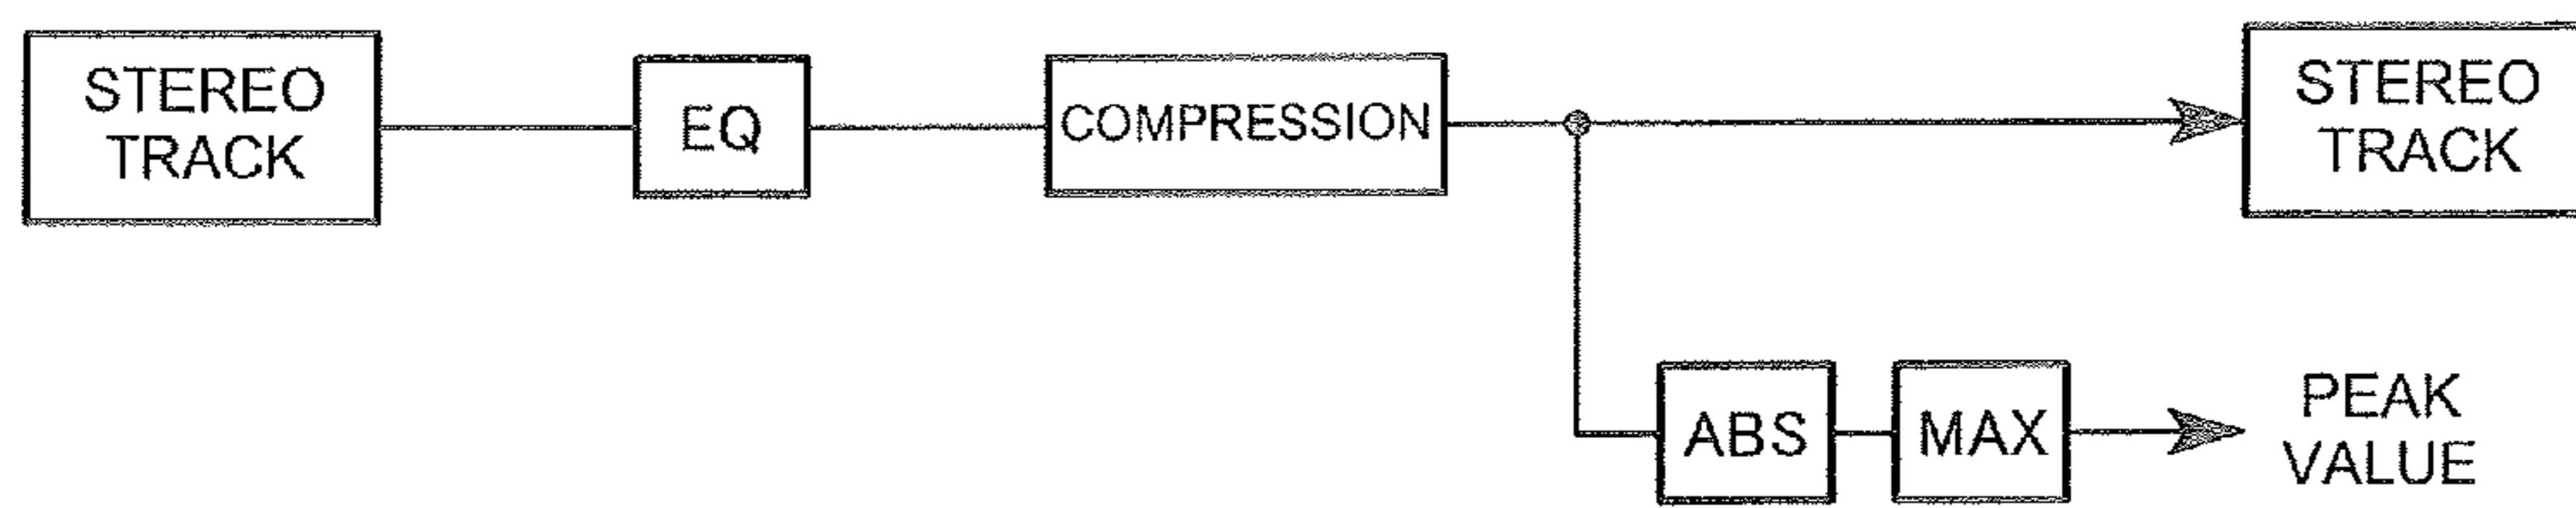 STEREO
TRACK
EQ
COMPRESSION
STEREO
TRACK
ABS
MAX
PEAK
VALUE